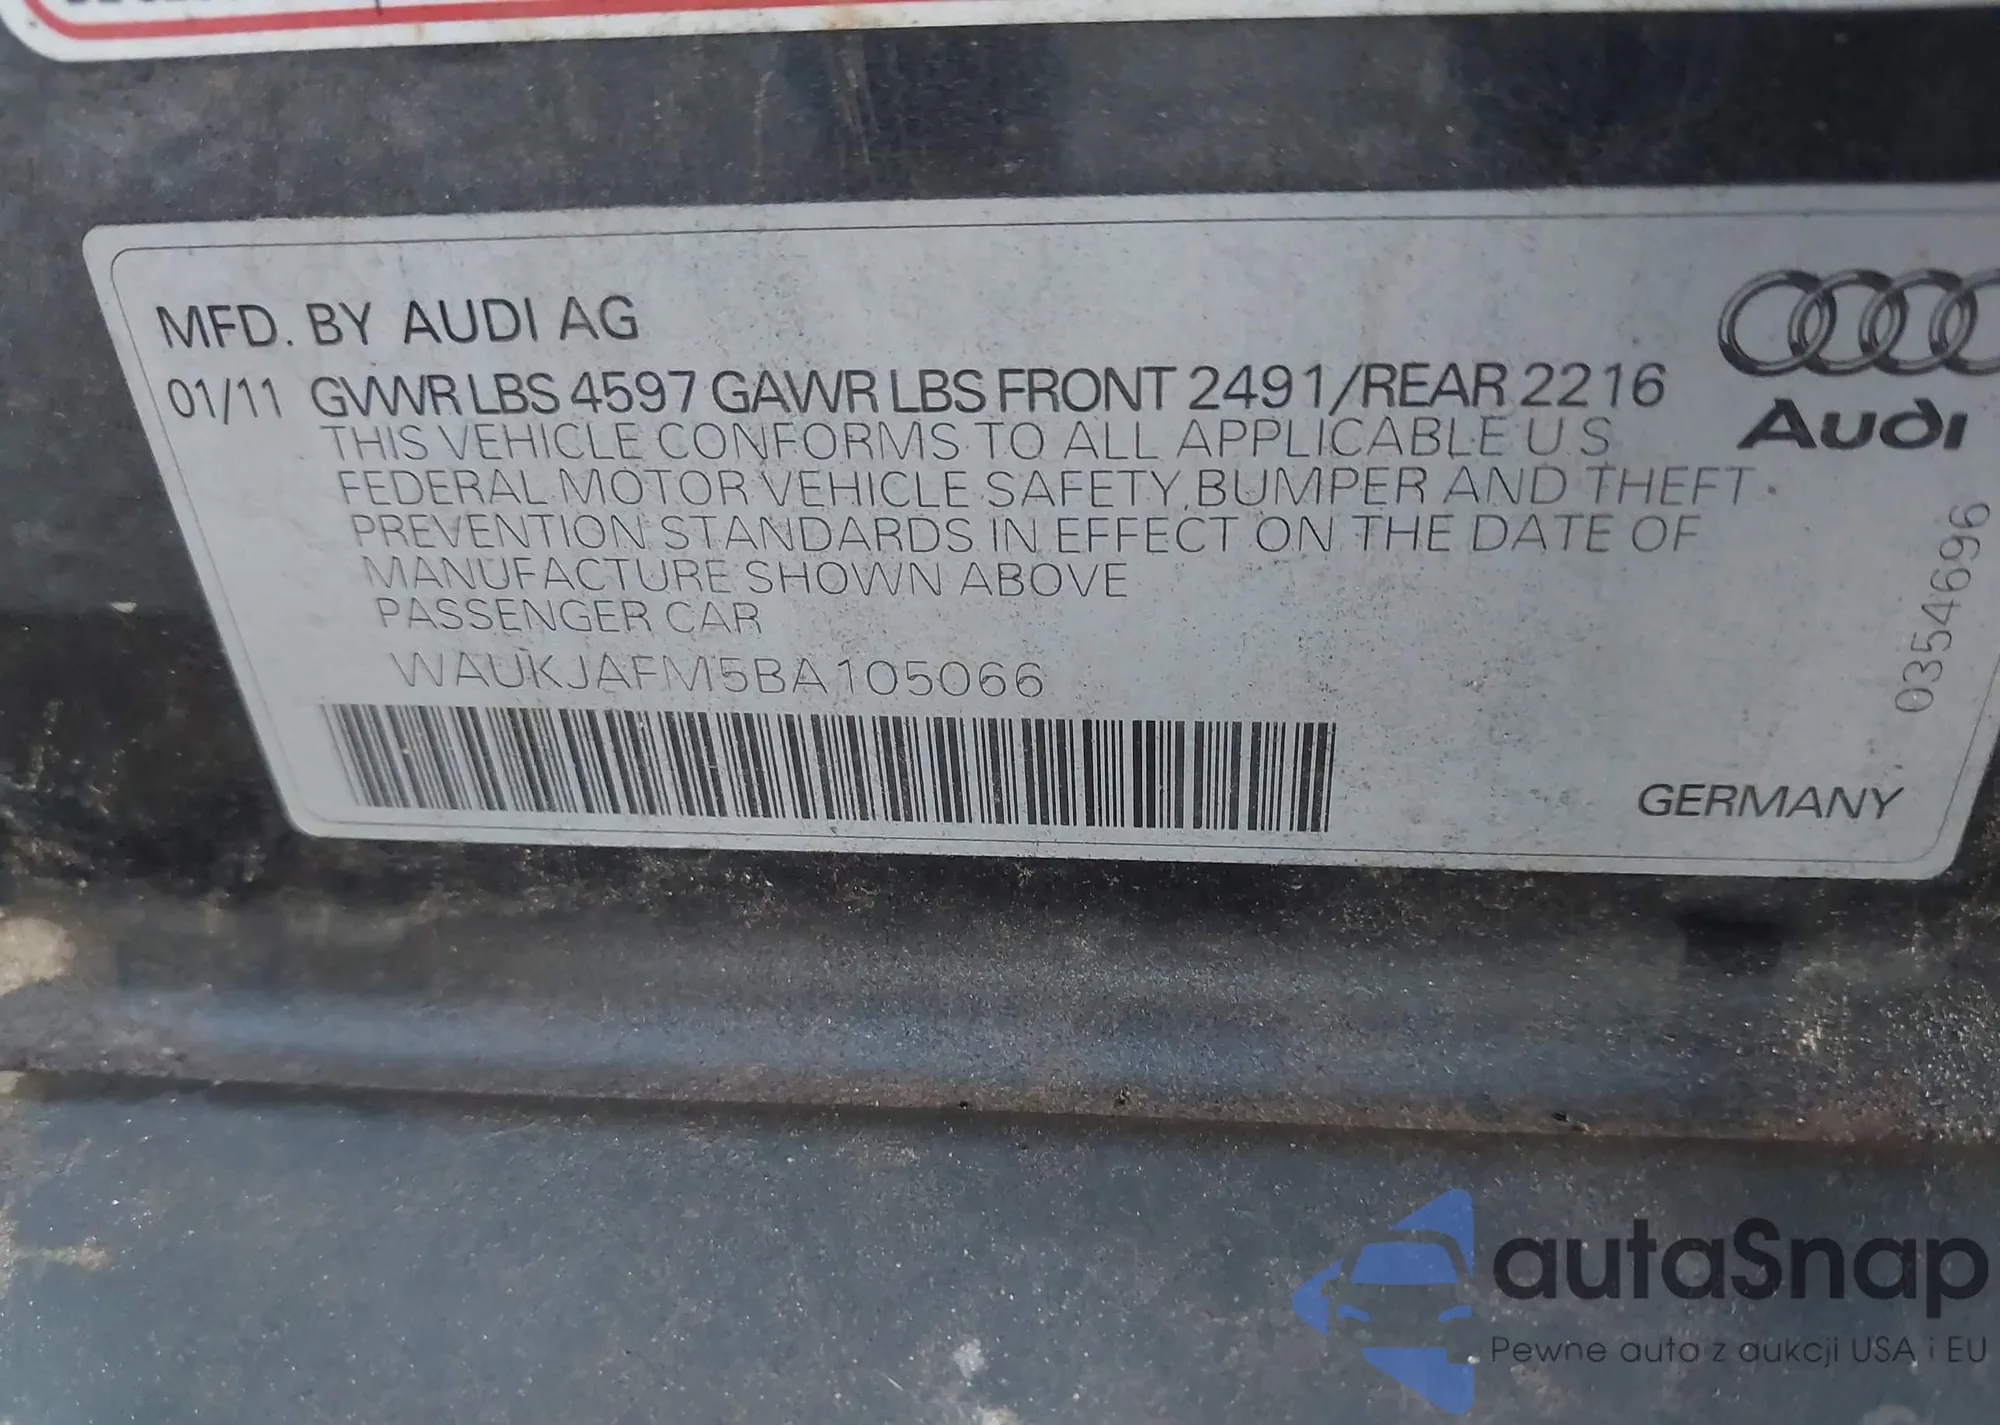 MFD. BY AUDI AG
01/11 GVWR LBS 4597 GAWR LBS FRONT 2491/REAR 2216
THIS VEHICLE CONFORMS TO ALL APPLICABLE U S
FEDERAL MOTOR VEHICLE SAFETY, BUMPER AND THEFT
PREVENTION STANDARDS IN EFFECT ON THE DATE OF
MANUFACTURE SHOWN ABOVE
PASSENGER CAR
WAUKJAFM5BA105066
Audi
0354696
GERMANY
autaSnap
Pewne auta z aukcji USA i EU